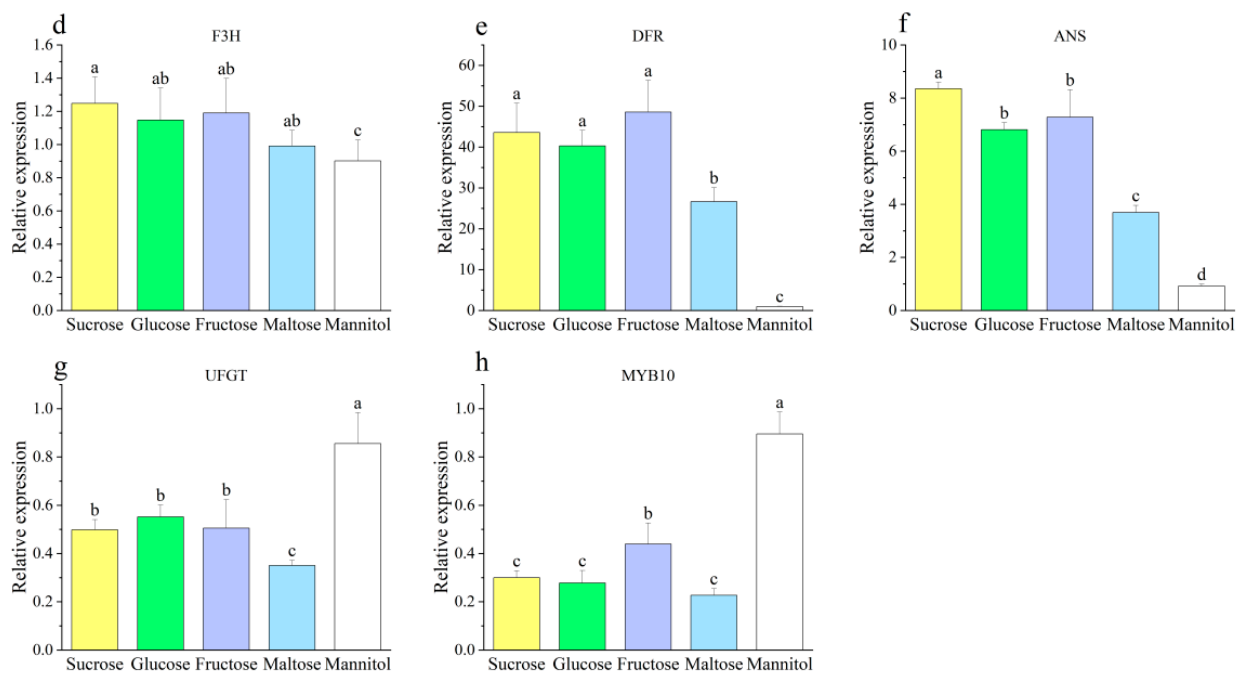 d
F3H
Relative expression
1.6
1.4
1.2
1.0
0.8
0.6
0.4
0.2
0.0
a
ab
ab
ab
c
Sucrose Glucose Fructose Maltose Mannitol
e
DFR
Relative expression
60
50
40
30
20
10
0
a
a
a
b
c
Sucrose Glucose Fructose Maltose Mannitol
f
ANS
Relative expression
10
8
6
4
2
0
a
b
b
c
d
Sucrose Glucose Fructose Maltose Mannitol
g
UFGT
Relative expression
1.0
0.8
0.6
0.4
0.2
0.0
b
b
b
c
a
Sucrose Glucose Fructose Maltose Mannitol
h
MYB10
Relative expression
1.0
0.8
0.6
0.4
0.2
0.0
c
c
b
c
a
Sucrose Glucose Fructose Maltose Mannitol